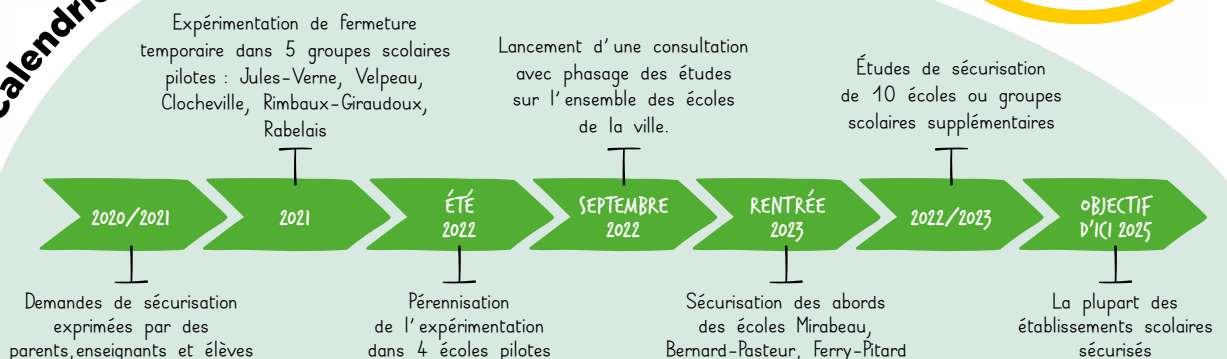 Calendrie
Expérimentation de fermeture
temporaire dans 5 groupes scolaires
pilotes : Jules-Verne, Velpeau,
Clocheville, Rimbaux-Giraudoux,
Rabelais
Lancement d'une consultation
avec phasage des études
sur l'ensemble des écoles
de la ville.
Études de sécurisation
de 10 écoles ou groupes
scolaires supplémentaires
2020/2021
2021
ÉTÉ
2022
SEPTEMBRE
2022
RENTRÉE
2023
2022/2023
OBJECTIF
D'ICI 2025
Demandes de sécurisation
exprimées par des
parents,enseignants et élèves
Pérennisation
de l'expérimentation
dans 4 écoles pilotes
Sécurisation des abords
des écoles Mirabeau,
Bernard-Pasteur, Ferry-Pitard
La plupart des
établissements scolaires
sécurisés